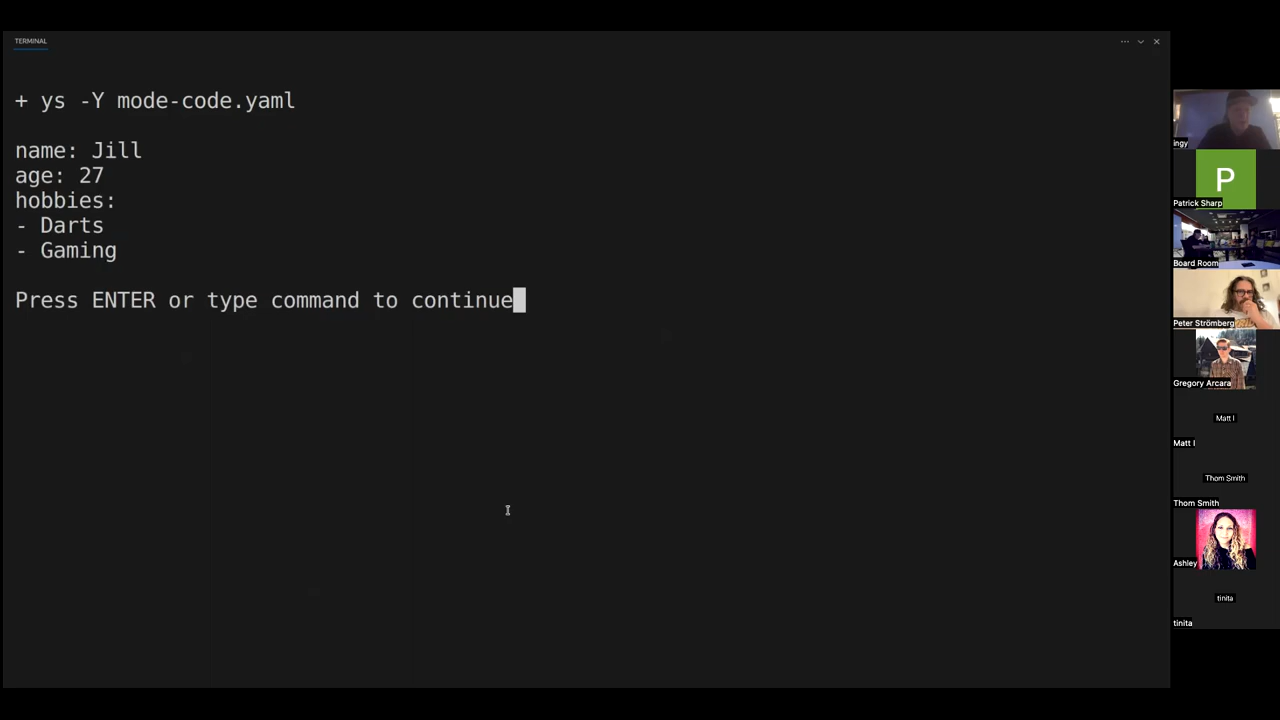 TERMINAL
+ ys -Y mode-code.yaml
name: Jill
age: 27
hobbies:
- Darts
- Gaming
Press ENTER or type command to continue
ingy
P
Patrick Sharp
Board Room
Peter Strömberg
Gregory Arcara
Matt I
Matt I
Thom Smith
Thom Smith
Ashley
tinita
tinita